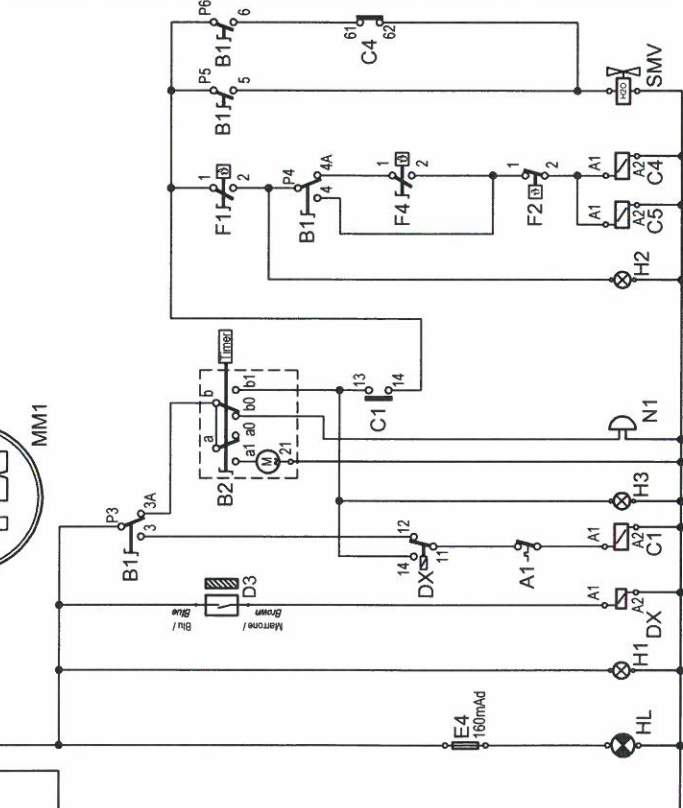 P6
6
B1
61
62
C4
P5
5
B1
H2O
SMV
1
2
F1
P4
4A
4
B1
1
2
F4
1
2
F2
A1
A2
C4
A1
A2
C5
H2
Timer
b
b1
b0
a
a0
a1
M
21
B2
13
14
C1
N1
MM1
P3
3A
3
B1
12
14
11
DX
A1
H3
A1
A2
C1
D3
Blu /
Blue
Marrone /
Brown
A1
A2
DX
H1
E4
160mAd
HL